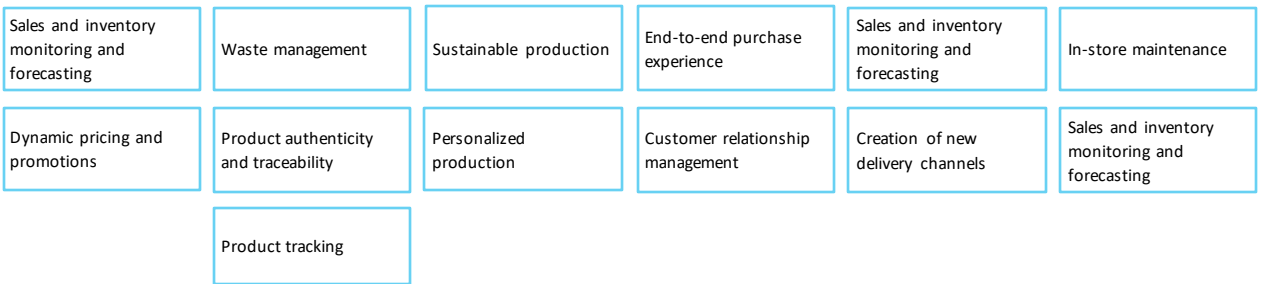 Sales and inventory
monitoring and
forecasting
Waste management
Sustainable production
End-to-end purchase
experience
Sales and inventory
monitoring and
forecasting
In-store maintenance
Dynamic pricing and
promotions
Product authenticity
and traceability
Personalized
production
Customer relationship
management
Creation of new
delivery channels
Sales and inventory
monitoring and
forecasting
Product tracking